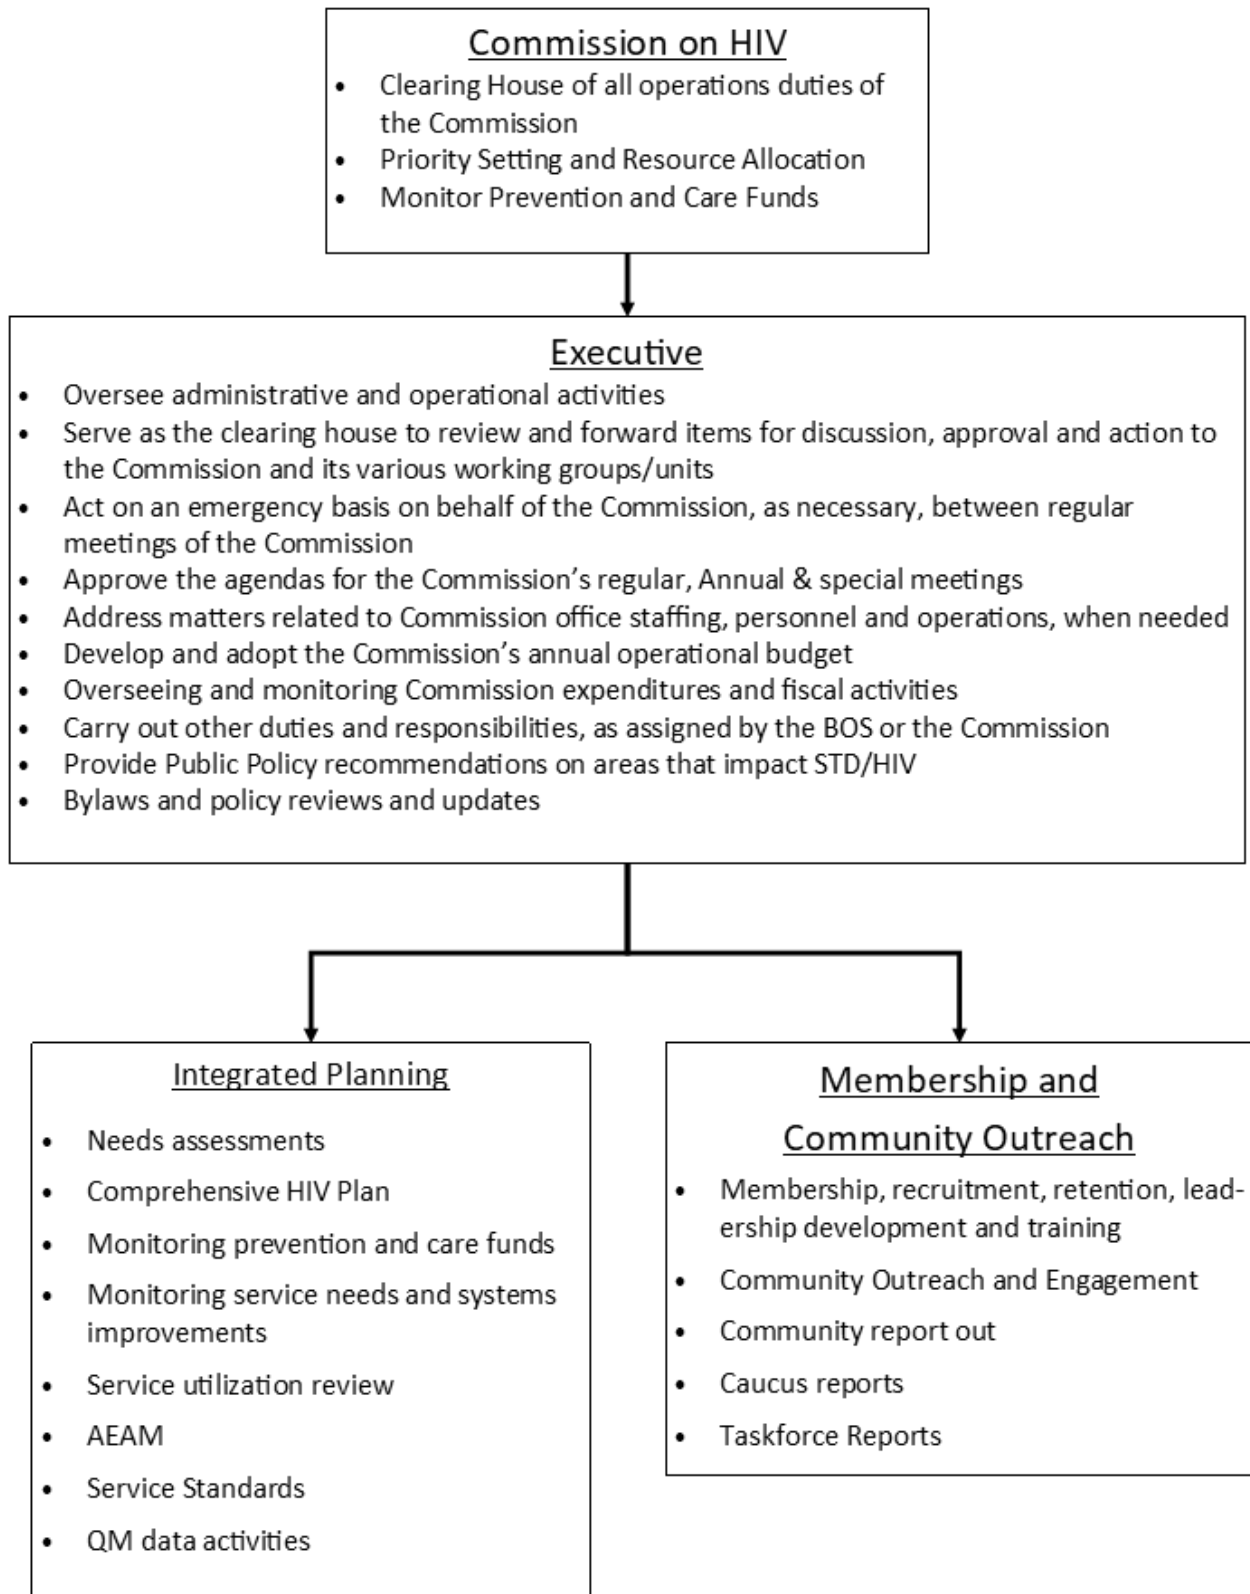 Commission on HIV
• Clearing House of all operations duties of
the Commission
• Priority Setting and Resource Allocation
• Monitor Prevention and Care Funds
Executive
• Oversee administrative and operational activities
• Serve as the clearing house to review and forward items for discussion, approval and action to
the Commission and its various working groups/units
• Act on an emergency basis on behalf of the Commission, as necessary, between regular
meetings of the Commission
• Approve the agendas for the Commission’s regular, Annual & special meetings
• Address matters related to Commission office staffing, personnel and operations, when needed
• Develop and adopt the Commission’s annual operational budget
• Overseeing and monitoring Commission expenditures and fiscal activities
• Carry out other duties and responsibilities, as assigned by the BOS or the Commission
• Provide Public Policy recommendations on areas that impact STD/HIV
• Bylaws and policy reviews and updates
Integrated Planning
• Needs assessments
• Comprehensive HIV Plan
• Monitoring prevention and care funds
• Monitoring service needs and systems
improvements
• Service utilization review
• AEAM
• Service Standards
• QM data activities
Membership and
Community Outreach
• Membership, recruitment, retention, lead-
ership development and training
• Community Outreach and Engagement
• Community report out
• Caucus reports
• Taskforce Reports